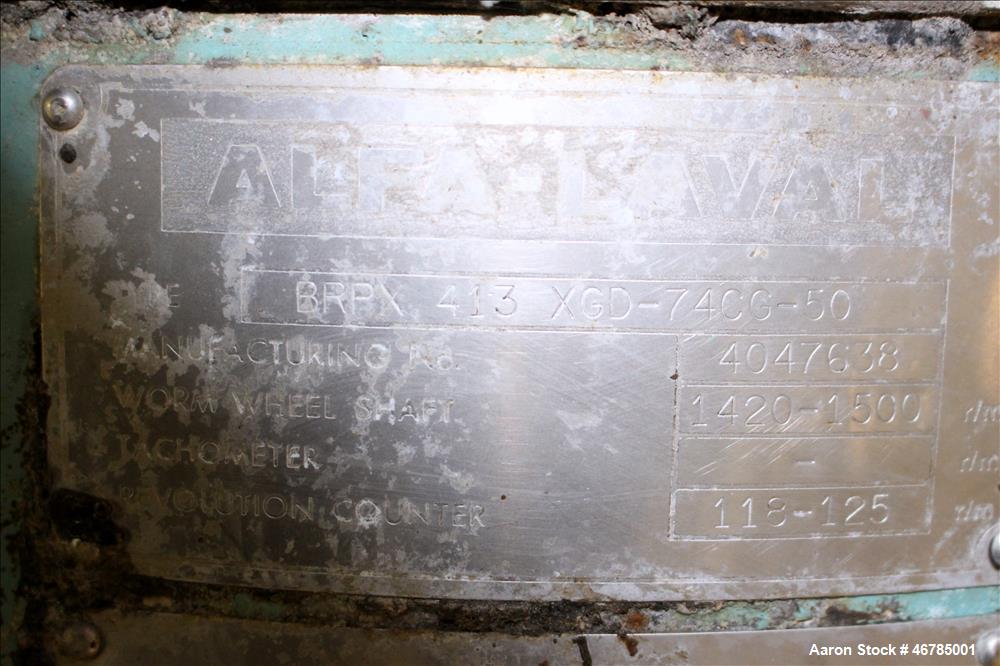 ALFA-LAVAL
TYPE BRPX 413 XGD-74CG-50
MANUFACTURING No. 4047638
WORM WHEEL SHAFT. 1420-1500 r/m
TACHOMETER - r/m
REVOLUTION COUNTER 118-125 r/m
Aaron Stock # 46785001